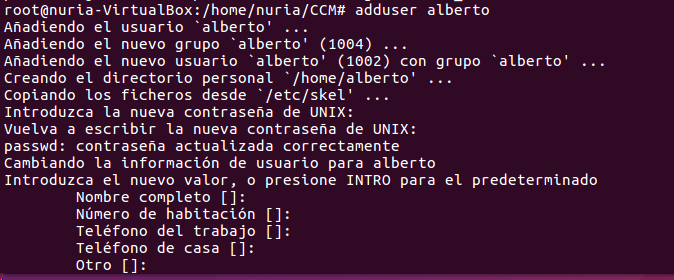 root@nuria-VirtualBox:/home/nuria/CCM# adduser alberto
Añadiendo el usuario `alberto' ...
Añadiendo el nuevo grupo `alberto' (1004) ...
Añadiendo el nuevo usuario `alberto' (1002) con grupo `alberto' ...
Creando el directorio personal `/home/alberto' ...
Copiando los ficheros desde `/etc/skel' ...
Introduzca la nueva contraseña de UNIX:
Vuelva a escribir la nueva contraseña de UNIX:
passwd: contraseña actualizada correctamente
Cambiando la información de usuario para alberto
Introduzca el nuevo valor, o presione INTRO para el predeterminado
Nombre completo []:
Número de habitación []:
Teléfono del trabajo []:
Teléfono de casa []:
Otro []: